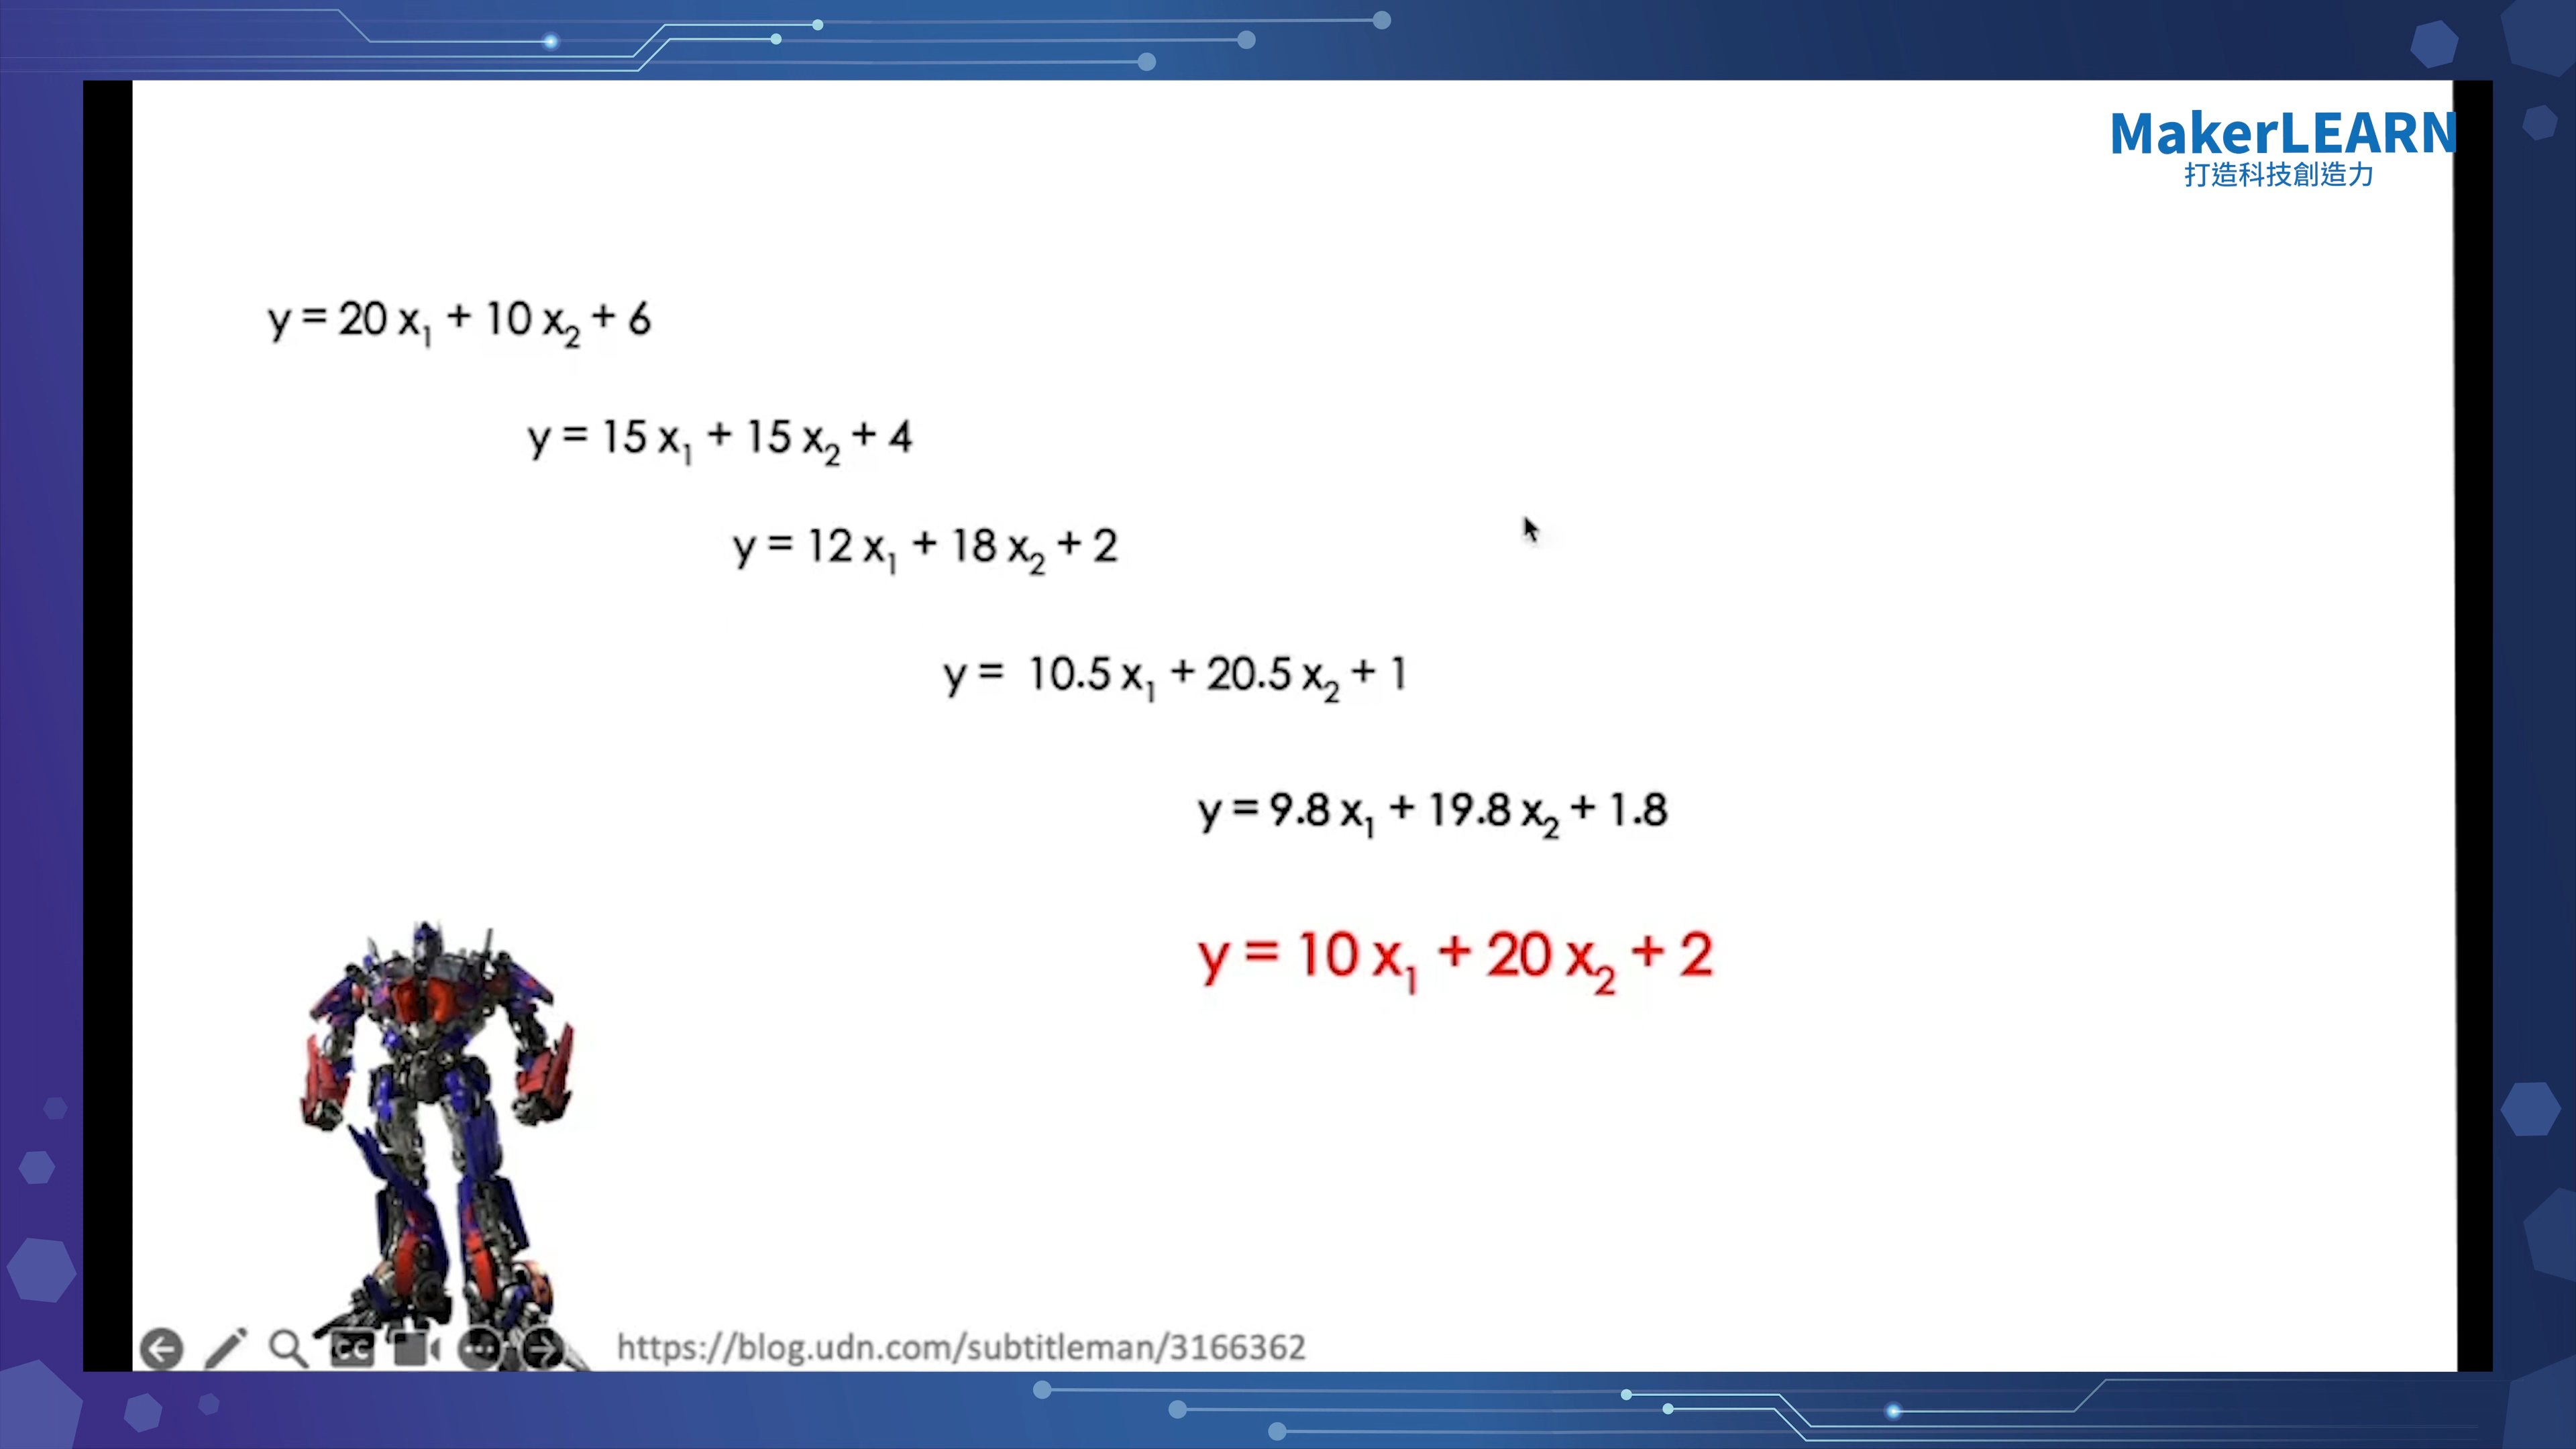 MakerLEARN
打造科技創造力
y = 20 x₁ + 10 x₂ + 6
y = 15 x₁ + 15 x₂ + 4
y = 12 x₁ + 18 x₂ + 2
y = 10.5 x₁ + 20.5 x₂ + 1
y = 9.8 x₁ + 19.8 x₂ + 1.8
y = 10 x₁ + 20 x₂ + 2
CC
https://blog.udn.com/subtitleman/3166362